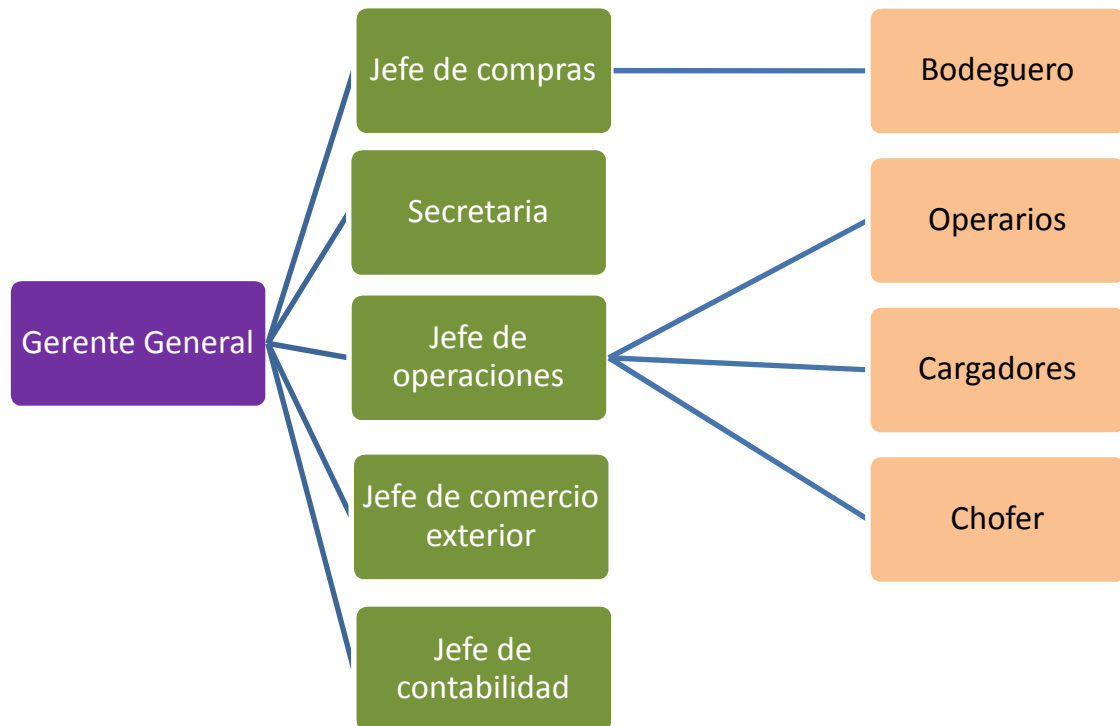 Gerente General
Jefe de compras
Secretaria
Jefe de
operaciones
Jefe de comercio
exterior
Jefe de
contabilidad
Bodeguero
Operarios
Cargadores
Chofer